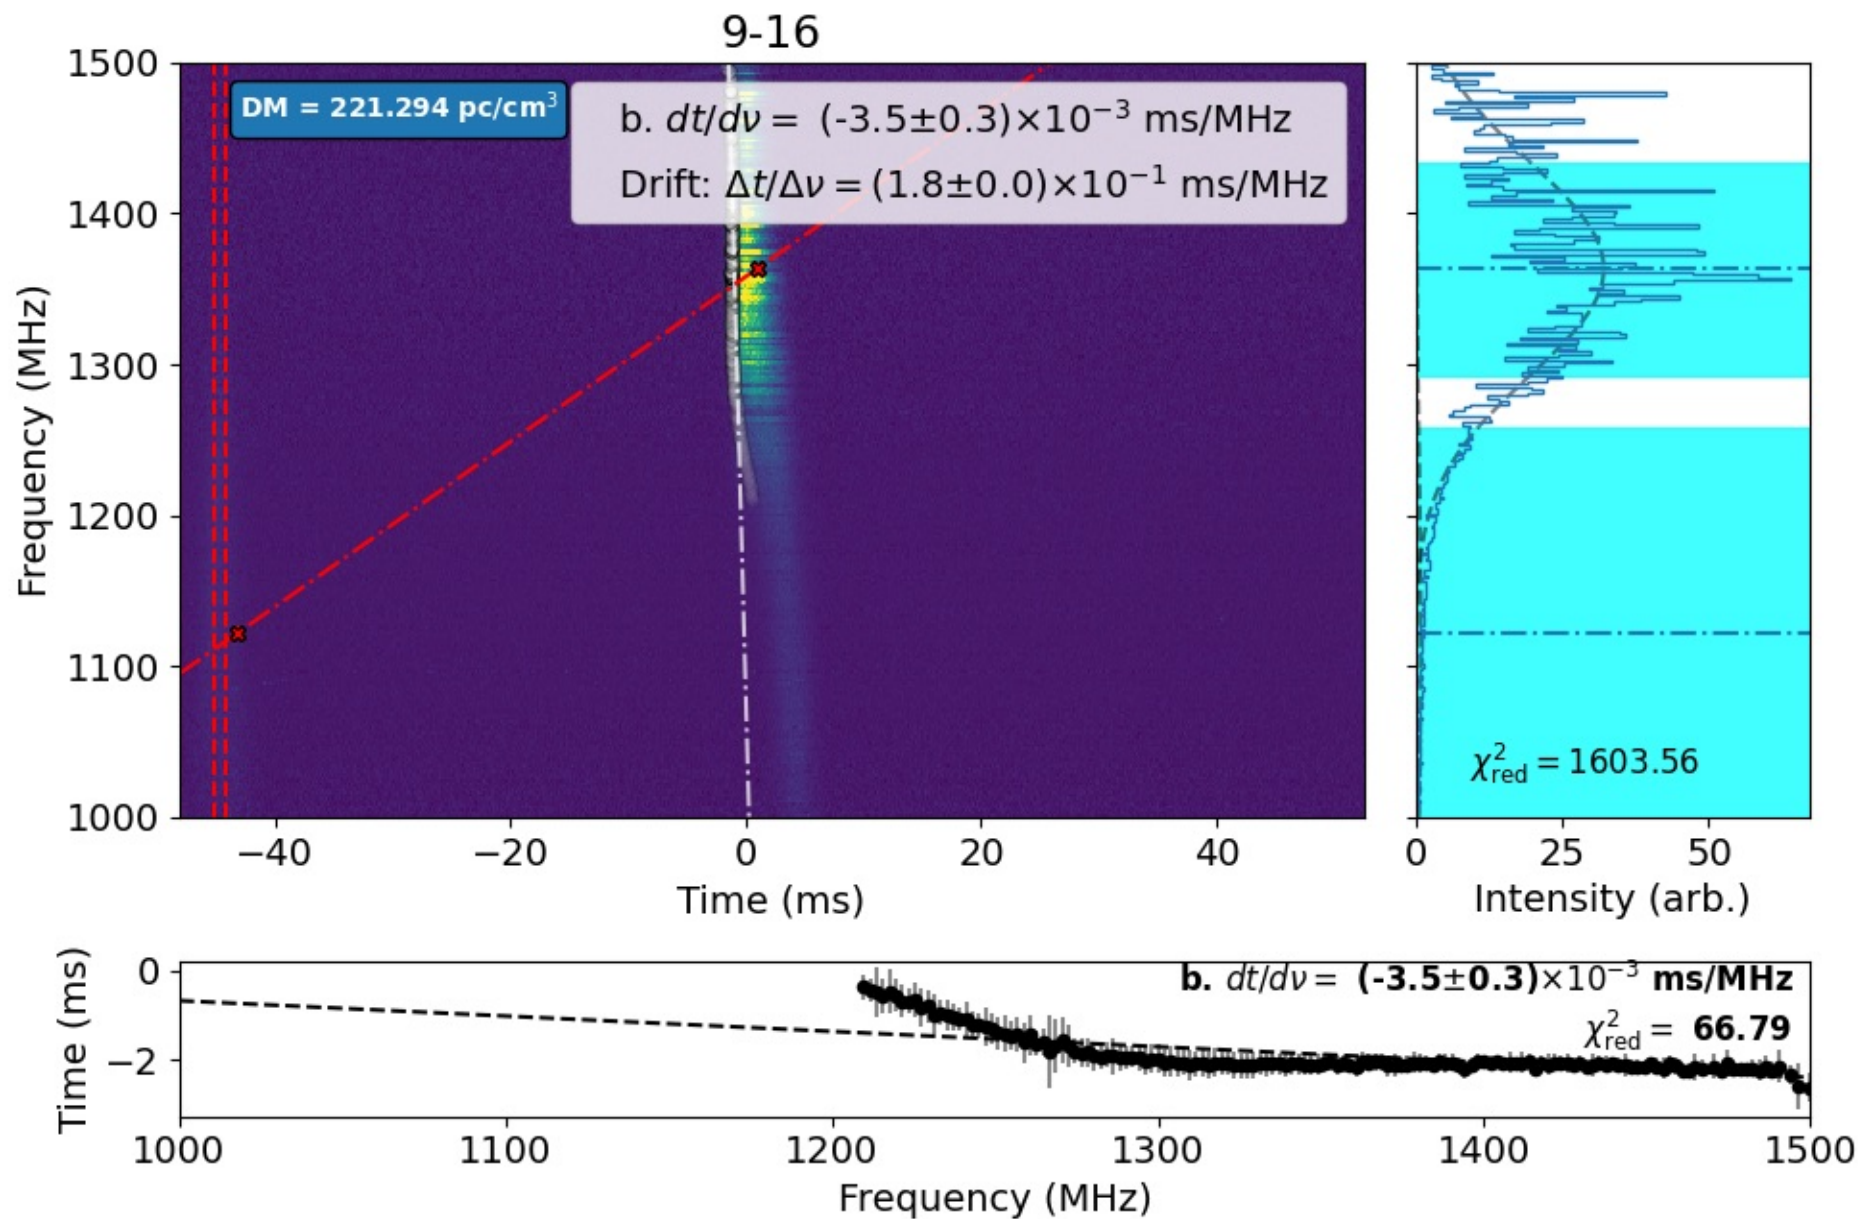 9-16
DM = 221.294 pc/cm³
b. dt/dν = (-3.5±0.3)×10⁻³ ms/MHz
Drift: Δt/Δν = (1.8±0.0)×10⁻¹ ms/MHz
1500
1400
1300
1200
1100
1000
Frequency (MHz)
−40 −20 0 20 40
Time (ms)
χ²red = 1603.56
0 25 50
Intensity (arb.)
b. dt/dν = (-3.5±0.3)×10⁻³ ms/MHz
χ²red = 66.79
0
−2
Time (ms)
1000 1100 1200 1300 1400 1500
Frequency (MHz)